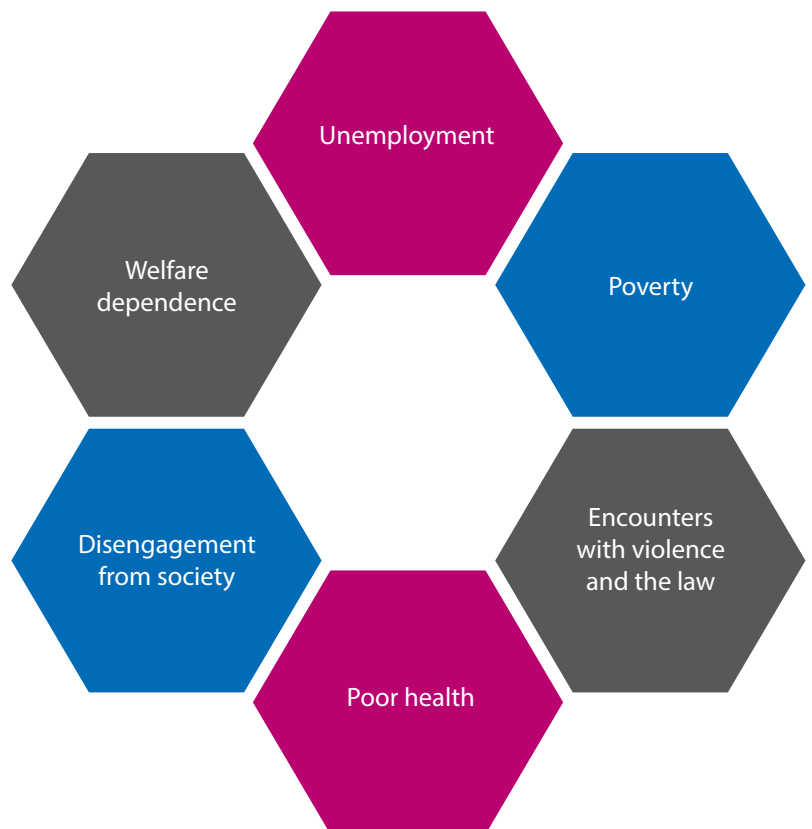 Unemployment
Welfare
dependence
Poverty
Disengagement
from society
Encounters
with violence
and the law
Poor health